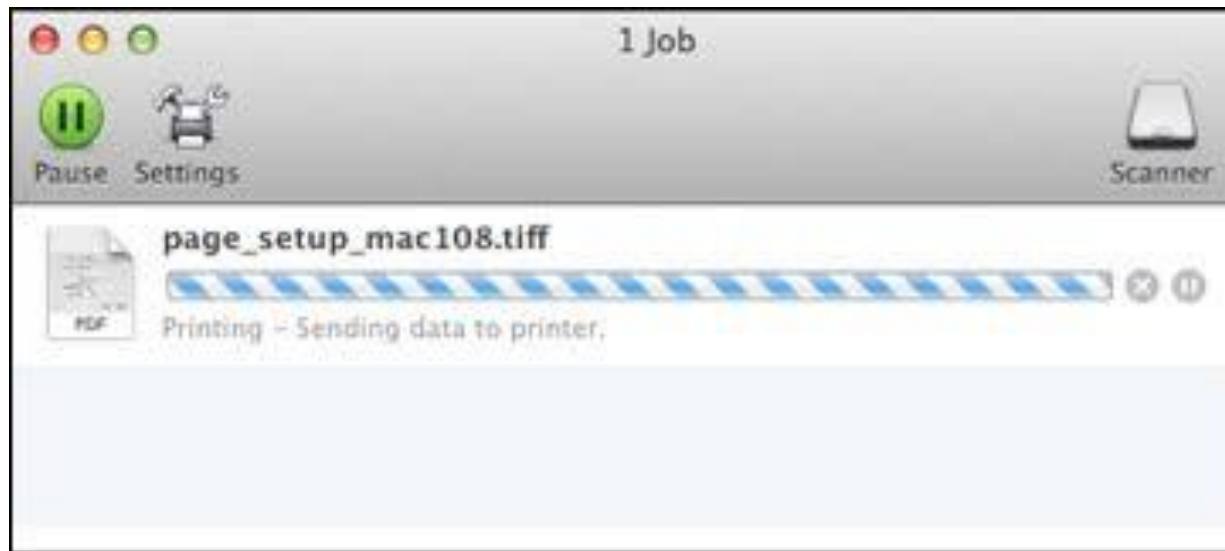 1 Job
Pause Settings Scanner
page_setup_mac108.tiff
PDF
Printing – Sending data to printer.